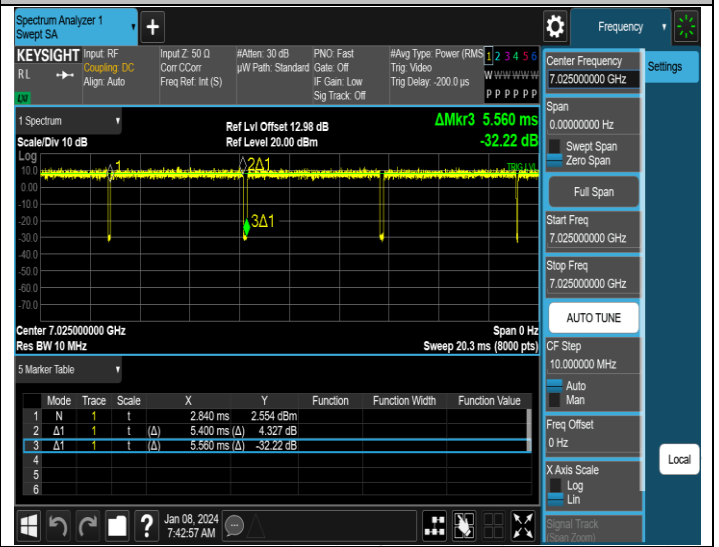 Spectrum Analyzer 1
Swept SA
Frequency
KEYSIGHT
RL
LXI
Input: RF
Coupling: DC
Align: Auto
Input Z: 50 Ω
Corr CCorr
Freq Ref: Int (S)
#Atten: 30 dB
µW Path: Standard
PNO: Fast
Gate: Off
IF Gain: Low
Sig Track: Off
#Avg Type: Power (RMS
Trig: Video
Trig Delay: -200.0 µs
1 2 3 4 5 6
W W W W W W
P P P P P P
1 Spectrum
Scale/Div 10 dB
Log
Ref Lvl Offset 12.98 dB
Ref Level 20.00 dBm
ΔMkr3 5.560 ms
-32.22 dB
10.0
0.00
-10.0
-20.0
-30.0
-40.0
-50.0
-60.0
-70.0
1
2Δ1
3Δ1
TRIG LVL
Center 7.025000000 GHz
Res BW 10 MHz
Span 0 Hz
Sweep 20.3 ms (8000 pts)
5 Marker Table
Mode Trace Scale X Y Function Function Width Function Value
1 N 1 t 2.840 ms 2.554 dBm
2 Δ1 1 t (Δ) 5.400 ms (Δ) 4.327 dB
3 Δ1 1 t (Δ) 5.560 ms (Δ) -32.22 dB
4
5
6
Jan 08, 2024
7:42:57 AM
?
Center Frequency
7.025000000 GHz
Span
0.00000000 Hz
Swept Span
Zero Span
Full Span
Start Freq
7.025000000 GHz
Stop Freq
7.025000000 GHz
AUTO TUNE
CF Step
10.000000 MHz
Auto
Man
Freq Offset
0 Hz
X Axis Scale
Log
Lin
Signal Track
(Span Zoom)
Settings
Local